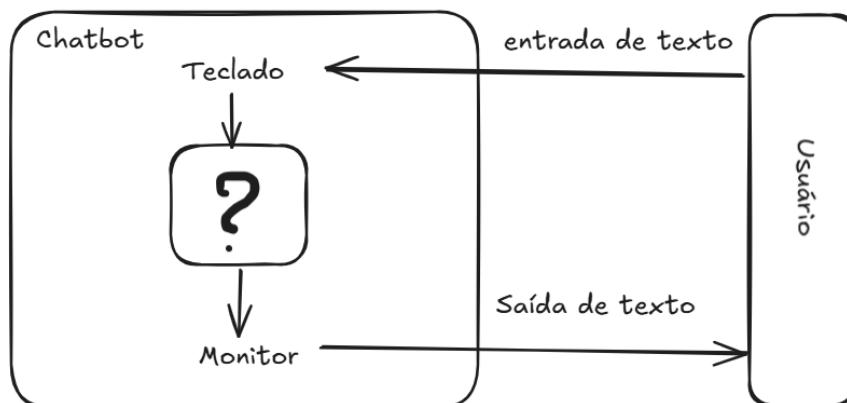 Chatbot
entrada de texto
Teclado
?
Usuário
Saída de texto
Monitor